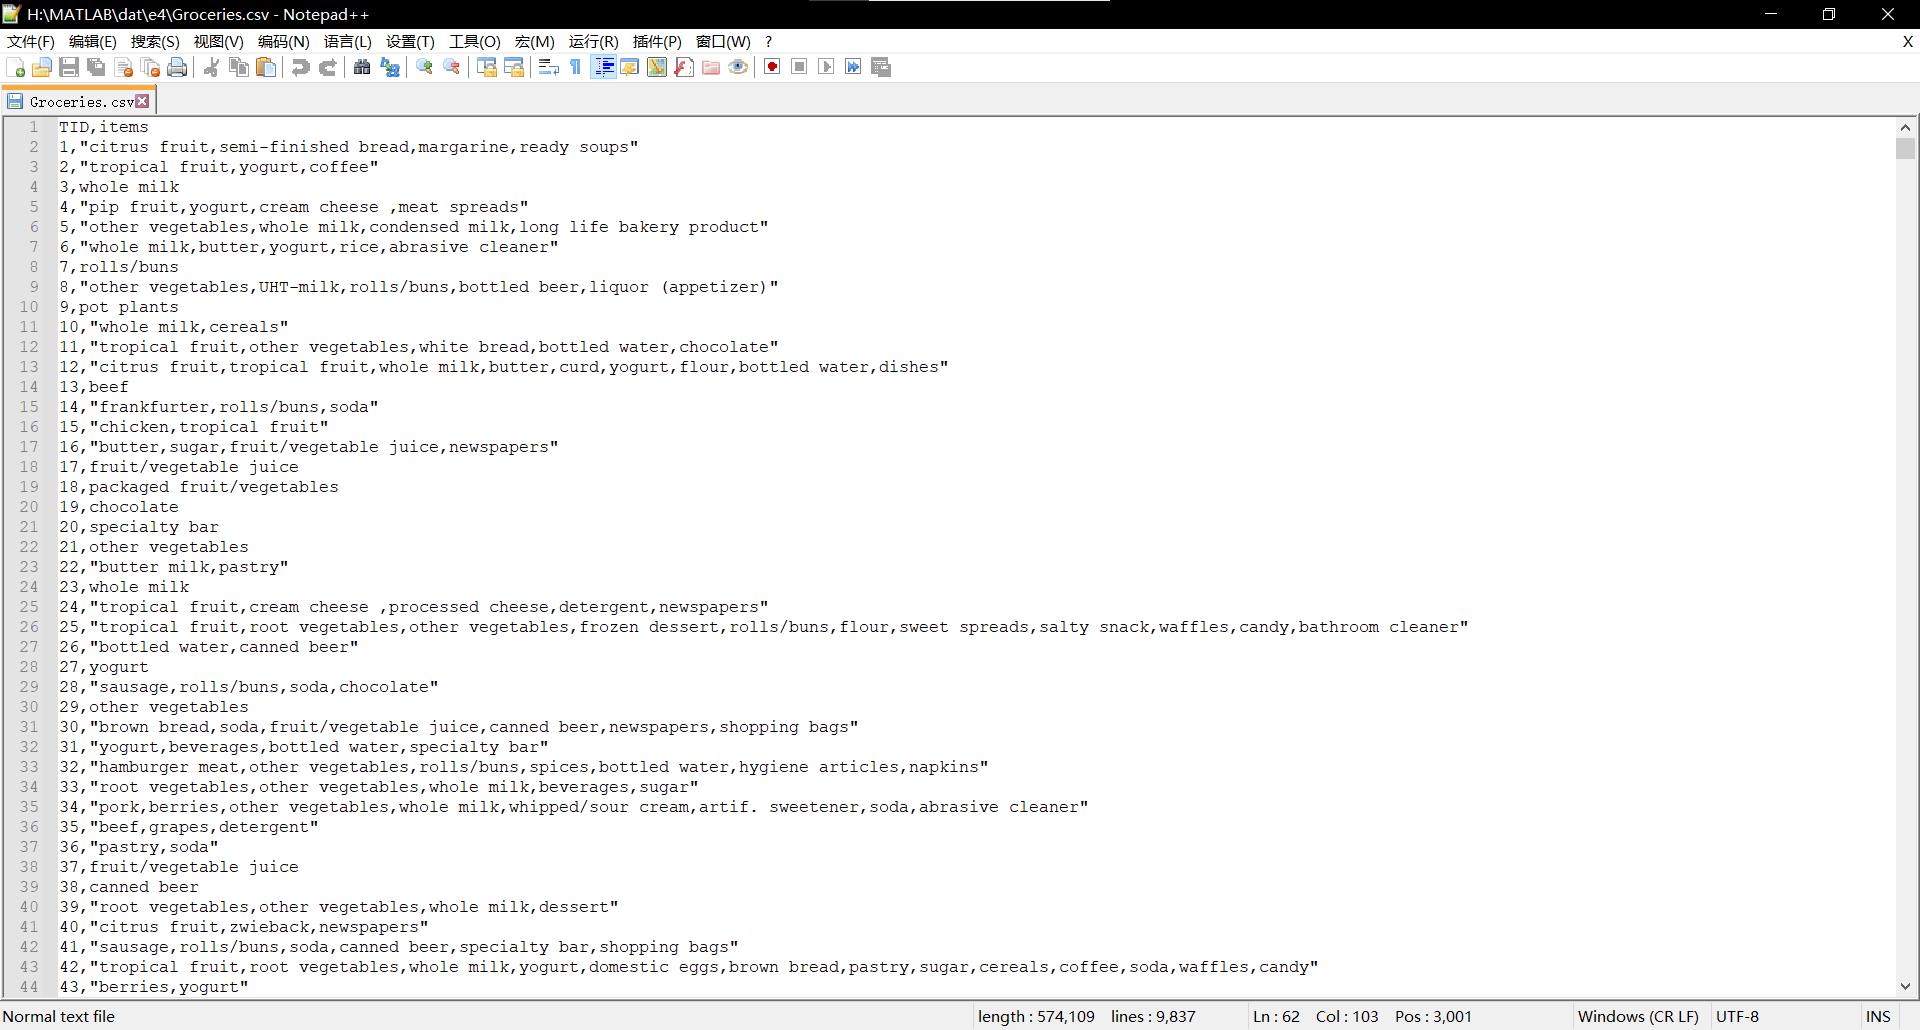 H:\MATLAB\dat\e4\Groceries.csv - Notepad++
文件(F) 编辑(E) 搜索(S) 视图(V) 编码(N) 语言(L) 设置(T) 工具(O) 宏(M) 运行(R) 插件(P) 窗口(W) ? X
Groceries.csv
1 TID,items
2 1,"citrus fruit,semi-finished bread,margarine,ready soups"
3 2,"tropical fruit,yogurt,coffee"
4 3,whole milk
5 4,"pip fruit,yogurt,cream cheese ,meat spreads"
6 5,"other vegetables,whole milk,condensed milk,long life bakery product"
7 6,"whole milk,butter,yogurt,rice,abrasive cleaner"
8 7,rolls/buns
9 8,"other vegetables,UHT-milk,rolls/buns,bottled beer,liquor (appetizer)"
10 9,pot plants
11 10,"whole milk,cereals"
12 11,"tropical fruit,other vegetables,white bread,bottled water,chocolate"
13 12,"citrus fruit,tropical fruit,whole milk,butter,curd,yogurt,flour,bottled water,dishes"
14 13,beef
15 14,"frankfurter,rolls/buns,soda"
16 15,"chicken,tropical fruit"
17 16,"butter,sugar,fruit/vegetable juice,newspapers"
18 17,fruit/vegetable juice
19 18,packaged fruit/vegetables
20 19,chocolate
21 20,specialty bar
22 21,other vegetables
23 22,"butter milk,pastry"
24 23,whole milk
25 24,"tropical fruit,cream cheese ,processed cheese,detergent,newspapers"
26 25,"tropical fruit,root vegetables,other vegetables,frozen dessert,rolls/buns,flour,sweet spreads,salty snack,waffles,candy,bathroom cleaner"
27 26,"bottled water,canned beer"
28 27,yogurt
29 28,"sausage,rolls/buns,soda,chocolate"
30 29,other vegetables
31 30,"brown bread,soda,fruit/vegetable juice,canned beer,newspapers,shopping bags"
32 31,"yogurt,beverages,bottled water,specialty bar"
33 32,"hamburger meat,other vegetables,rolls/buns,spices,bottled water,hygiene articles,napkins"
34 33,"root vegetables,other vegetables,whole milk,beverages,sugar"
35 34,"pork,berries,other vegetables,whole milk,whipped/sour cream,artif. sweetener,soda,abrasive cleaner"
36 35,"beef,grapes,detergent"
37 36,"pastry,soda"
38 37,fruit/vegetable juice
39 38,canned beer
40 39,"root vegetables,other vegetables,whole milk,dessert"
41 40,"citrus fruit,zwieback,newspapers"
42 41,"sausage,rolls/buns,soda,canned beer,specialty bar,shopping bags"
43 42,"tropical fruit,root vegetables,whole milk,yogurt,domestic eggs,brown bread,pastry,sugar,cereals,coffee,soda,waffles,candy"
44 43,"berries,yogurt"
Normal text file length : 574,109 lines : 9,837 Ln : 62 Col : 103 Pos : 3,001 Windows (CR LF) UTF-8 INS